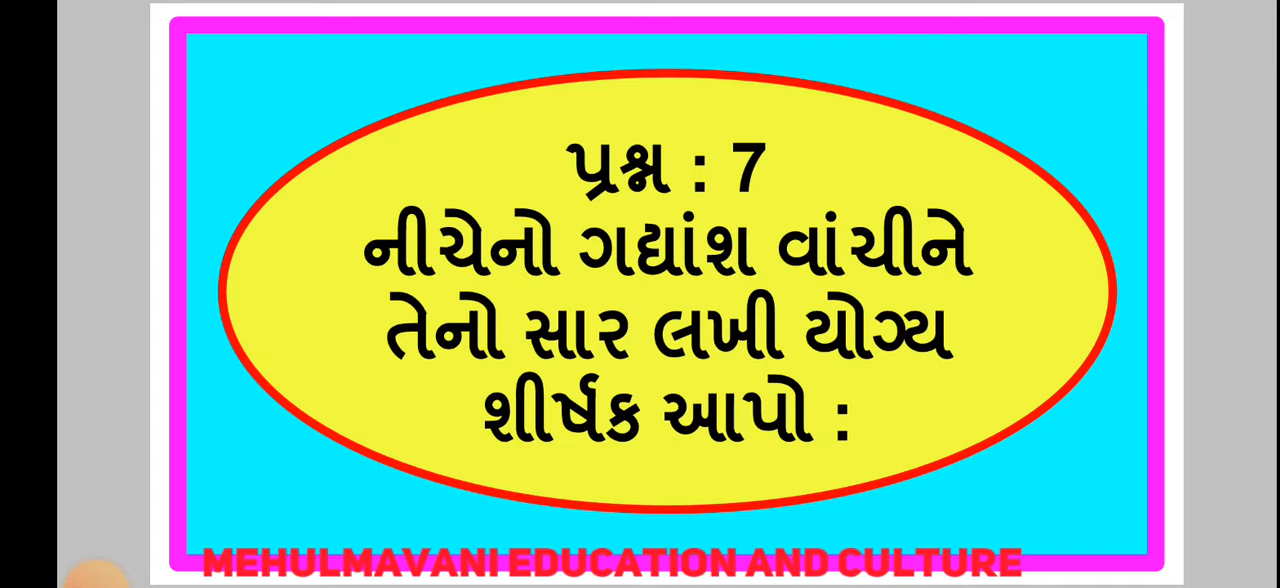 પ્રશ્ન : 7
નીચેનો ગદ્યાંશ વાંચીને
તેનો સાર લખી યોગ્ય
શીર્ષક આપો :
MEHULMAVANI EDUCATION AND CULTURE